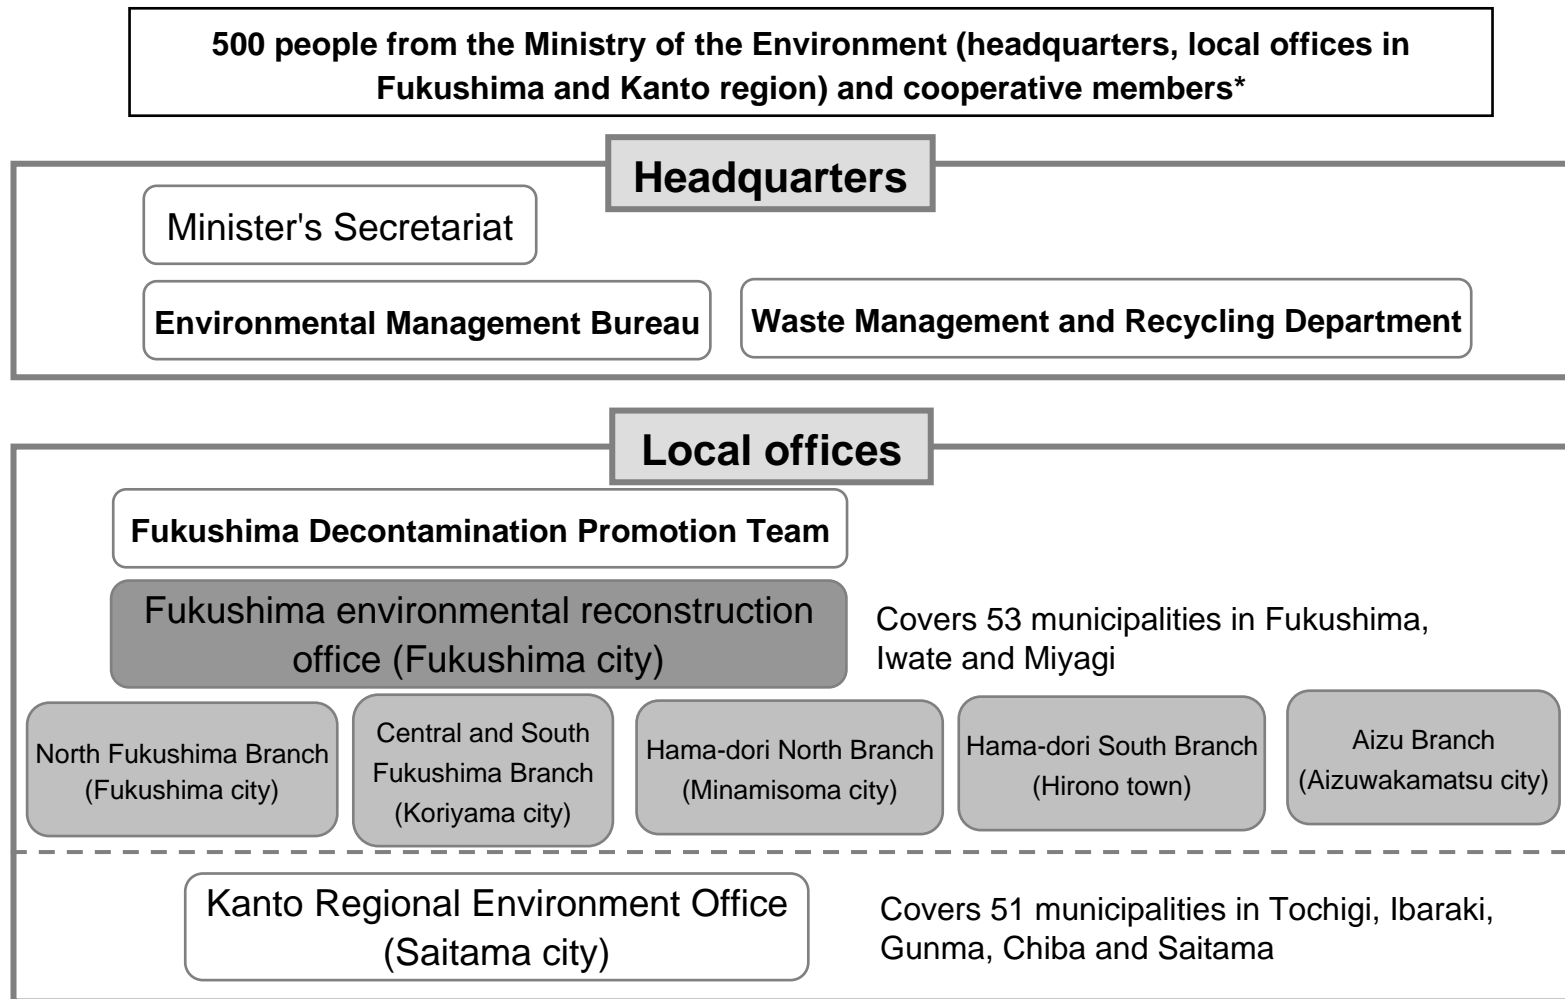 500 people from the Ministry of the Environment (headquarters, local offices in
Fukushima and Kanto region) and cooperative members*
Headquarters
Minister's Secretariat
Environmental Management Bureau
Waste Management and Recycling Department
Local offices
Fukushima Decontamination Promotion Team
Fukushima environmental reconstruction
office (Fukushima city)
Covers 53 municipalities in Fukushima,
Iwate and Miyagi
North Fukushima Branch
(Fukushima city)
Central and South
Fukushima Branch
(Koriyama city)
Hama-dori North Branch
(Minamisoma city)
Hama-dori South Branch
(Hirono town)
Aizu Branch
(Aizuwakamatsu city)
Kanto Regional Environment Office
(Saitama city)
Covers 51 municipalities in Tochigi, Ibaraki,
Gunma, Chiba and Saitama